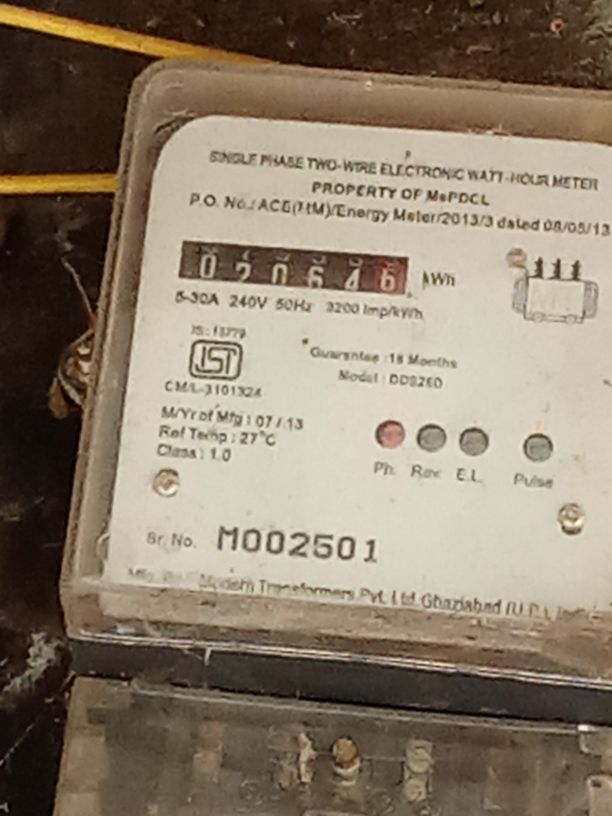 SINGLE PHASE TWO-WIRE ELECTRONIC WATT-HOUR METER
PROPERTY OF MePDCL
P.O. No.: ACE(TtM)/Energy Meter/2013/3 dated 08/05/13
020646 kWh
5-30A 240V 50Hz 3200 Imp/kWh
IS: 13779
Guarantee :18 Months
Model : DDS26D
CM/L-3101324
M/Yr of Mfg : 07 / 13
Ref Temp : 27°C
Class : 1.0
Ph. Rev. E.L. Pulse
Sr. No. M002501
Modern Transformers Pvt. Ltd. Ghaziabad (U.P.)